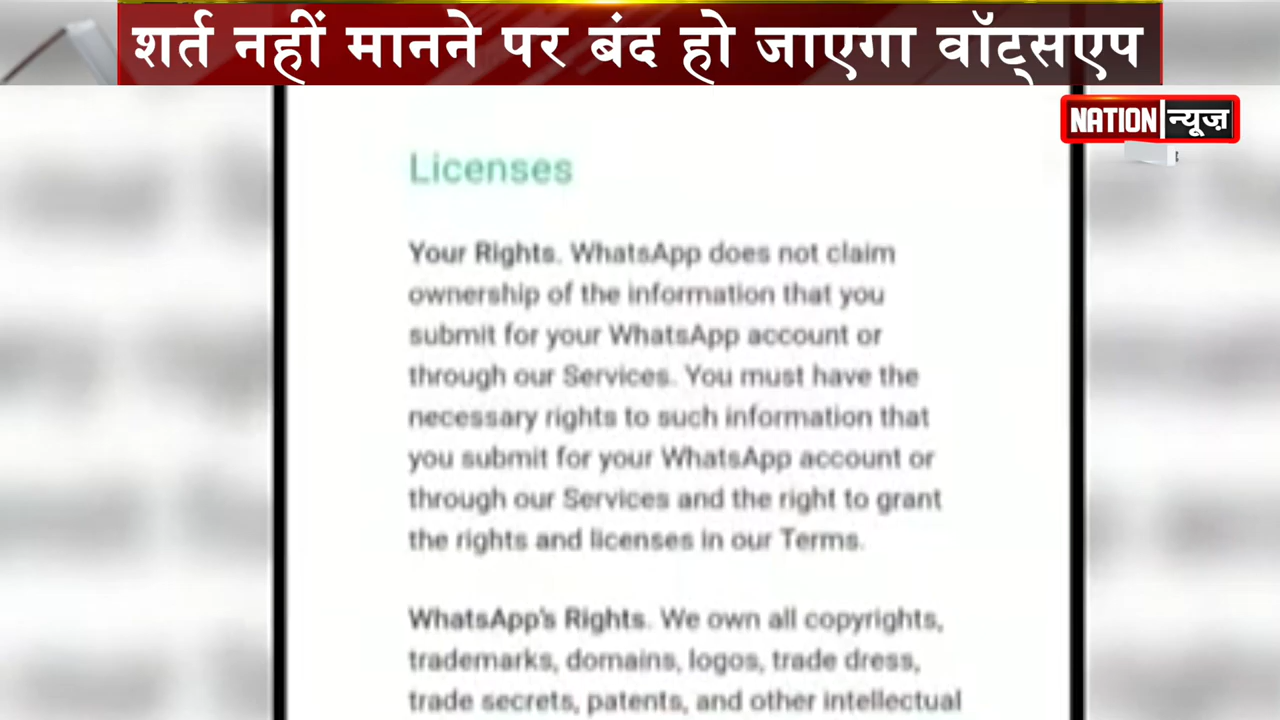 शर्त नहीं मानने पर बंद हो जाएगा वॉट्सएप
NATION न्यूज़
Licenses
Your Rights. WhatsApp does not claim
ownership of the information that you
submit for your WhatsApp account or
through our Services. You must have the
necessary rights to such information that
you submit for your WhatsApp account or
through our Services and the right to grant
the rights and licenses in our Terms.
WhatsApp's Rights. We own all copyrights,
trademarks, domains, logos, trade dress,
trade secrets, patents, and other intellectual